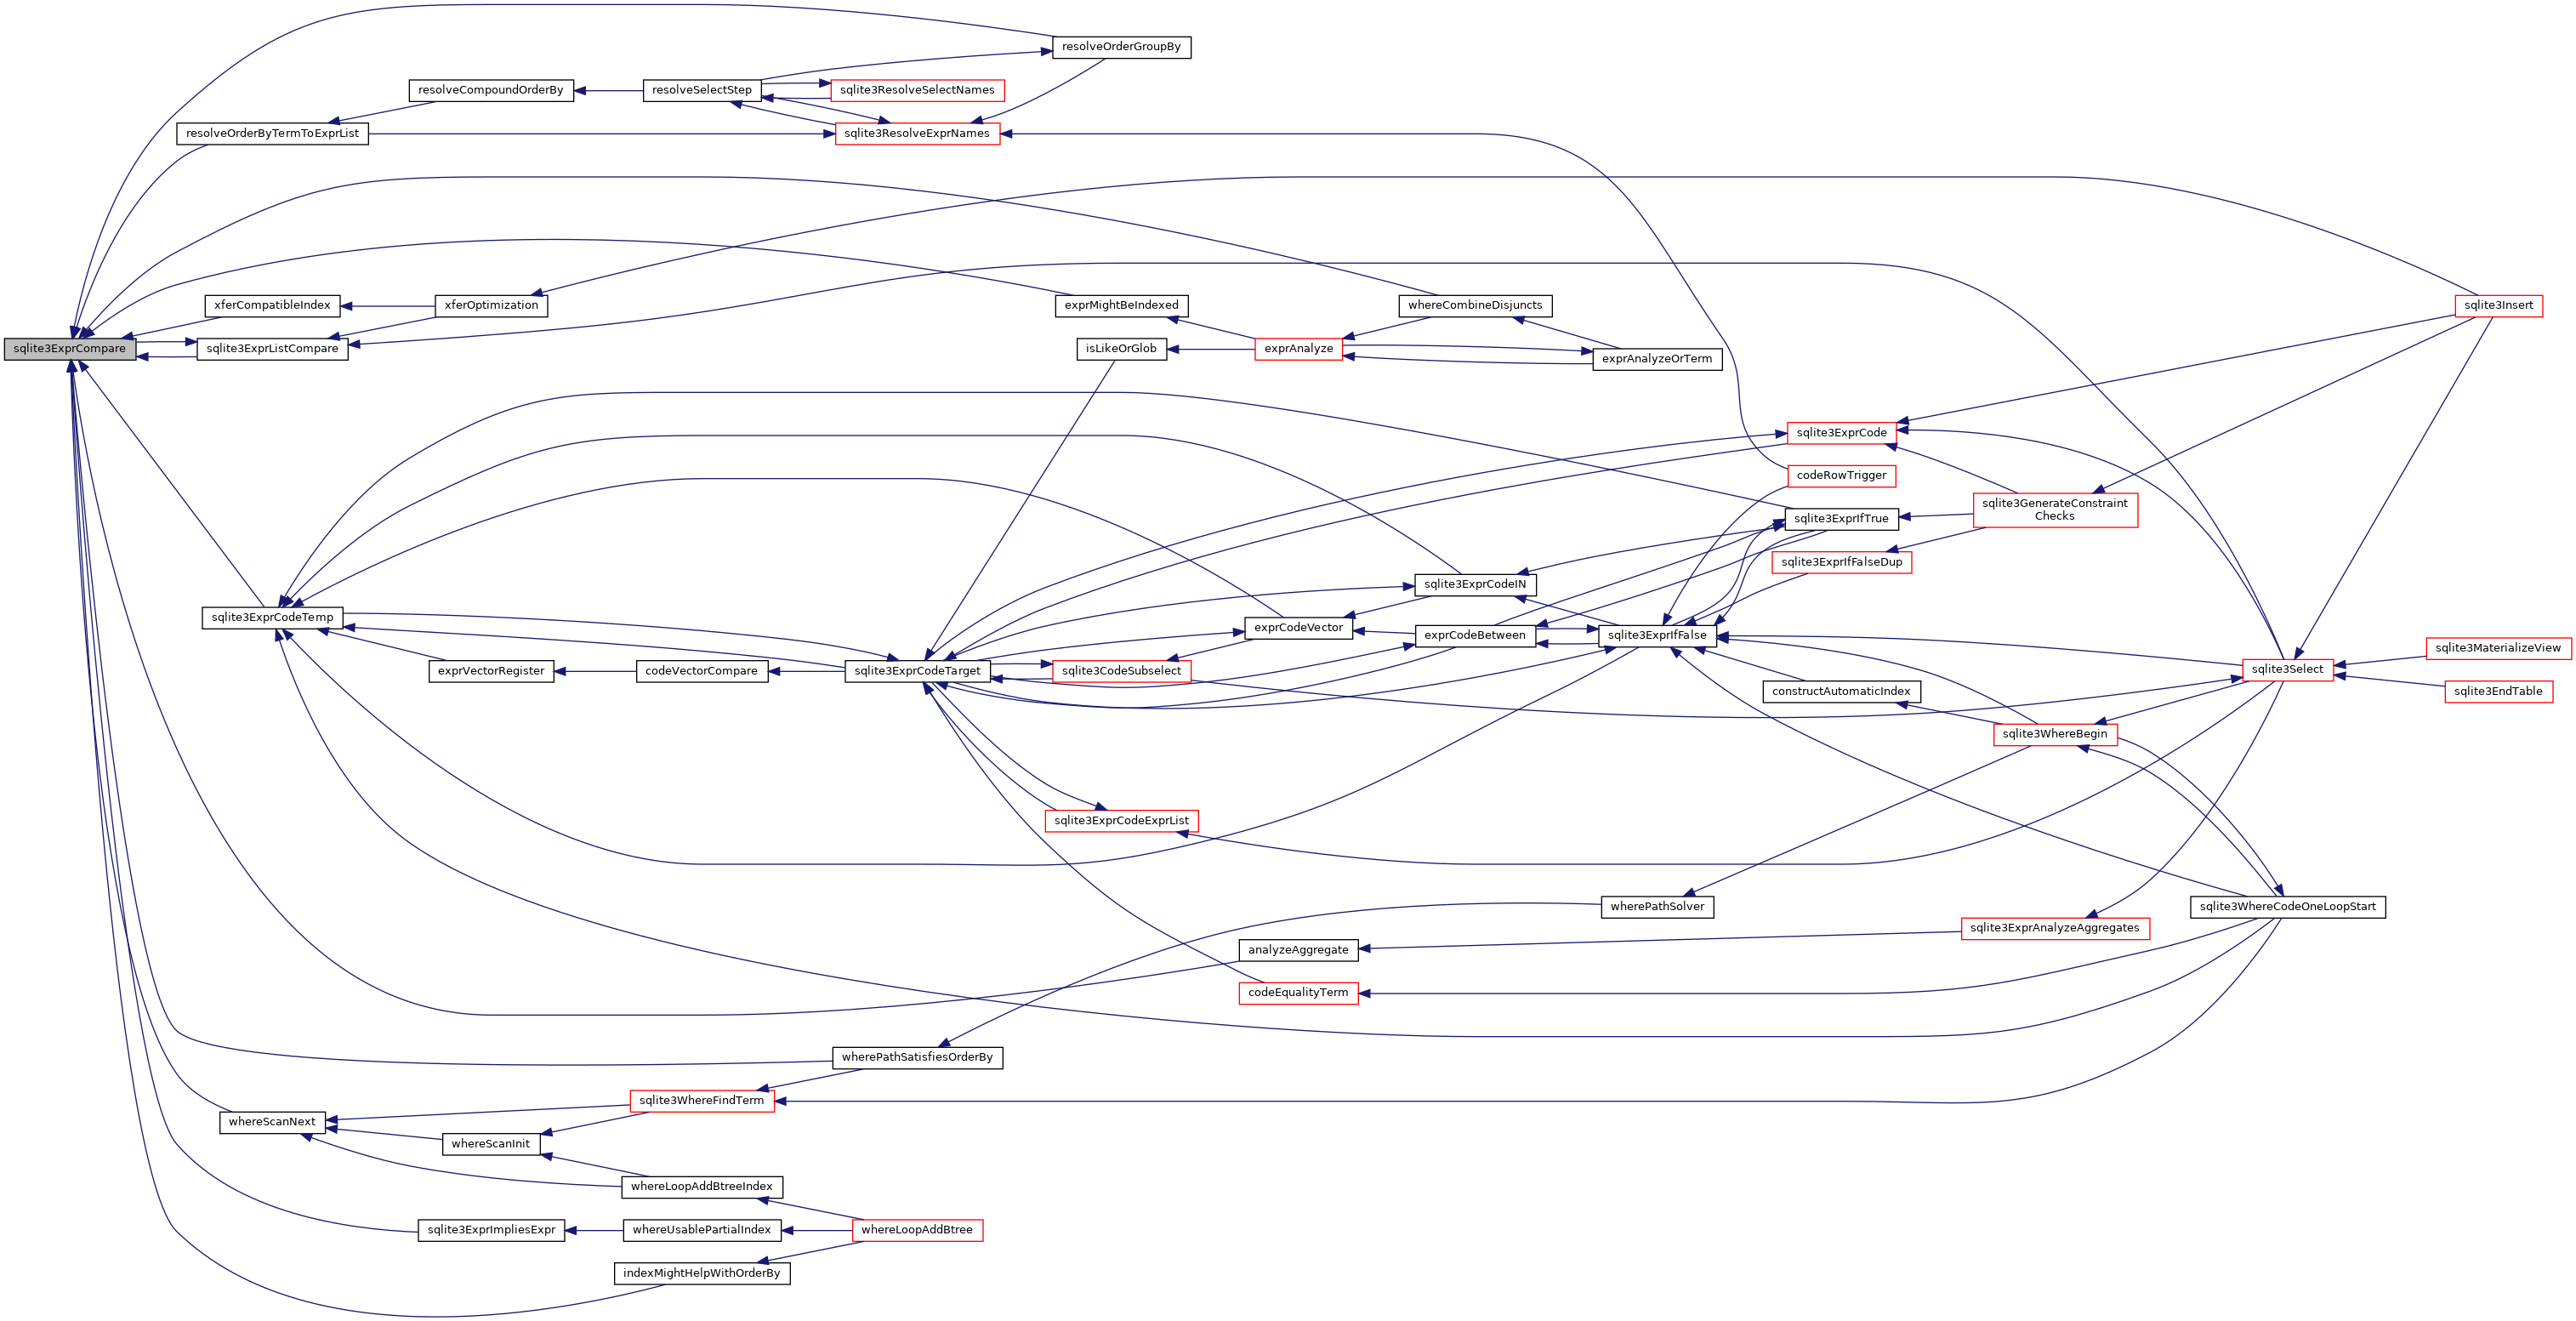 resolveOrderGroupBy
resolveCompoundOrderBy
resolveSelectStep
sqlite3ResolveSelectNames
resolveOrderByTermToExprList
sqlite3ResolveExprNames
xferCompatibleIndex
xferOptimization
exprMightBeIndexed
whereCombineDisjuncts
sqlite3Insert
sqlite3ExprCompare
sqlite3ExprListCompare
isLikeOrGlob
exprAnalyze
exprAnalyzeOrTerm
sqlite3ExprCode
codeRowTrigger
sqlite3GenerateConstraint
Checks
sqlite3ExprIfTrue
sqlite3ExprIfFalseDup
sqlite3ExprCodeIN
sqlite3ExprCodeTemp
exprCodeVector
exprCodeBetween
sqlite3ExprIfFalse
sqlite3MaterializeView
exprVectorRegister
codeVectorCompare
sqlite3ExprCodeTarget
sqlite3CodeSubselect
sqlite3Select
constructAutomaticIndex
sqlite3EndTable
sqlite3WhereBegin
sqlite3ExprCodeExprList
wherePathSolver
sqlite3WhereCodeOneLoopStart
sqlite3ExprAnalyzeAggregates
analyzeAggregate
codeEqualityTerm
wherePathSatisfiesOrderBy
sqlite3WhereFindTerm
whereScanNext
whereScanInit
whereLoopAddBtreeIndex
sqlite3ExprImpliesExpr
whereUsablePartialIndex
whereLoopAddBtree
indexMightHelpWithOrderBy